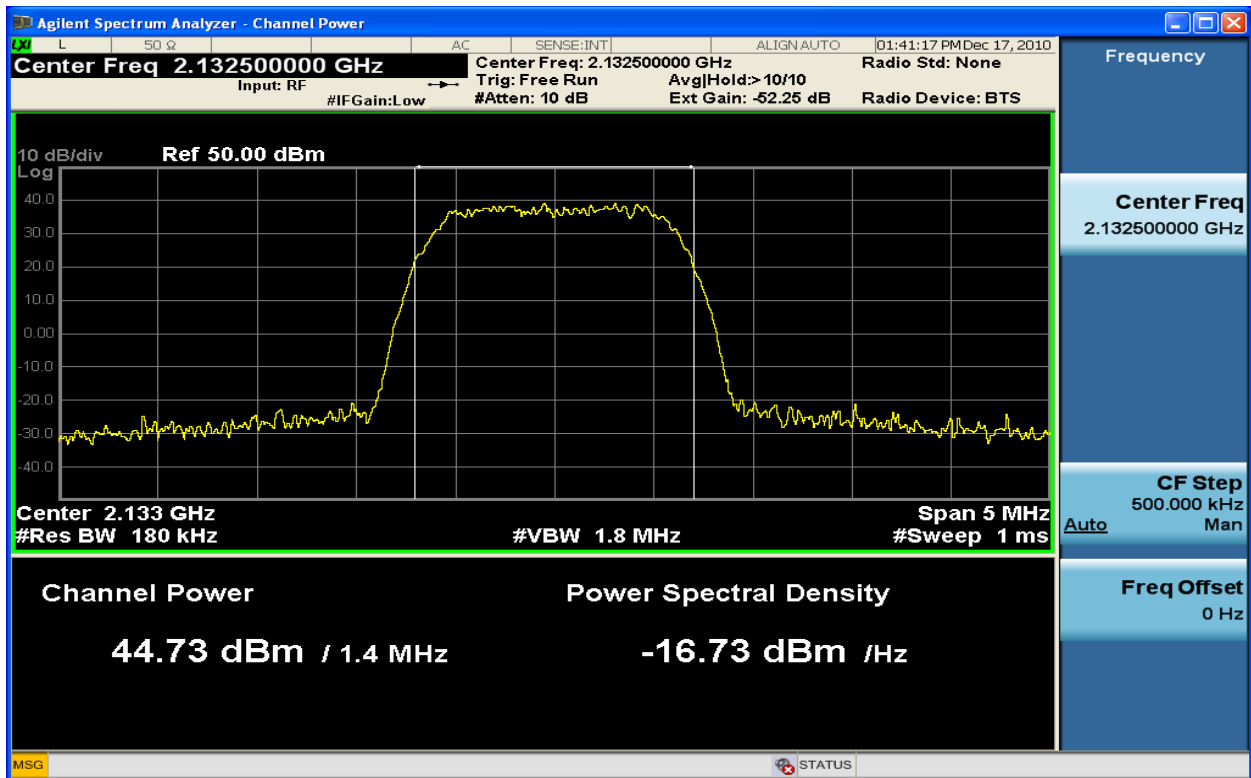 Agilent Spectrum Analyzer - Channel Power
LXI L 50 Ω AC SENSE:INT ALIGN AUTO 01:41:17 PM Dec 17, 2010
Center Freq 2.132500000 GHz
Input: RF
#IFGain:Low
Center Freq: 2.132500000 GHz
Trig: Free Run Avg|Hold:>10/10
#Atten: 10 dB Ext Gain: -52.25 dB
Radio Std: None
Radio Device: BTS
10 dB/div Ref 50.00 dBm
Log
40.0
30.0
20.0
10.0
0.00
-10.0
-20.0
-30.0
-40.0
Center 2.133 GHz Span 5 MHz
#Res BW 180 kHz #VBW 1.8 MHz #Sweep 1 ms
Channel Power Power Spectral Density
44.73 dBm / 1.4 MHz -16.73 dBm /Hz
Frequency
Center Freq
2.132500000 GHz
CF Step
500.000 kHz
Auto Man
Freq Offset
0 Hz
MSG STATUS